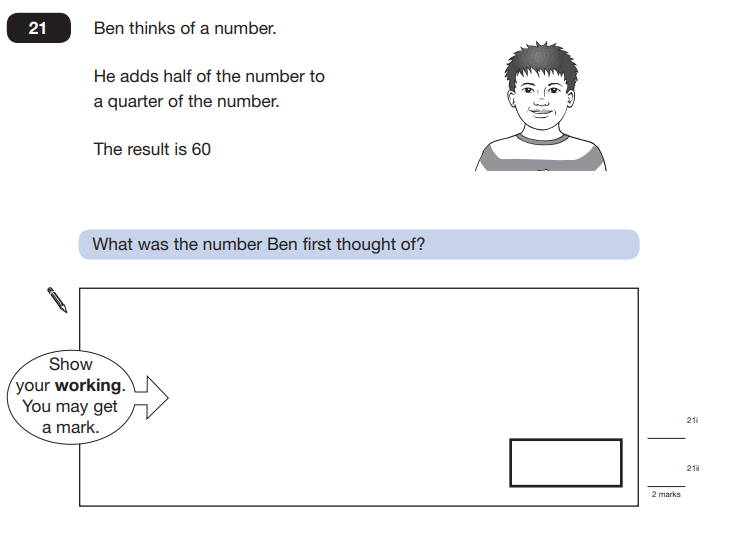 21
Ben thinks of a number.
He adds half of the number to
a quarter of the number.
The result is 60
What was the number Ben first thought of?
Show
your working.
You may get
a mark.
21i
21ii
2 marks